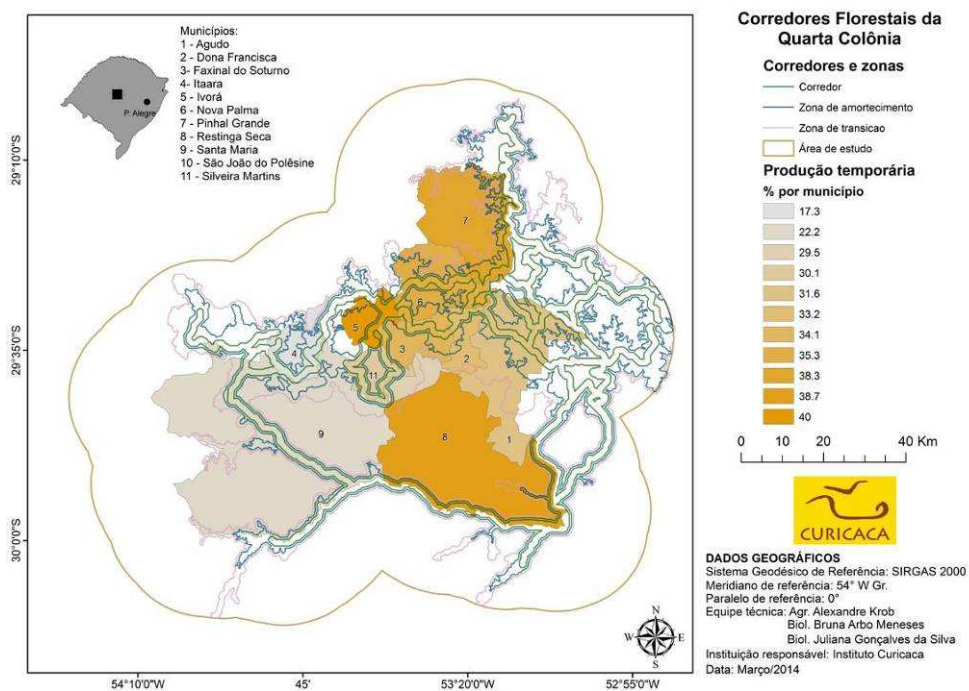 Corredores Florestais da
Quarta Colônia
Corredores e zonas
Corredor
Zona de amortecimento
Zona de transicao
Área de estudo
Produção temporária
% por município
17.3
22.2
29.5
30.1
31.6
33.2
34.1
35.3
38.3
38.7
40
0 10 20 40 Km
CURICACA
DADOS GEOGRÁFICOS
Sistema Geodésico de Referência: SIRGAS 2000
Meridiano de referência: 54° W Gr.
Paralelo de referência: 0°
Equipe técnica: Agr. Alexandre Krob
Biol. Bruna Arbo Meneses
Biol. Juliana Gonçalves da Silva
Instituição responsável: Instituto Curicaca
Data: Março/2014
Municípios:
1 - Agudo
2 - Dona Francisca
3- Faxinal do Soturno
4- Itaara
5 - Ivorá
6 - Nova Palma
7 - Pinhal Grande
8 - Restinga Seca
9 - Santa Maria
10 - São João do Polêsine
11 - Silveira Martins
P. Alegre
7
6
5
4
3
2
11
9
8
1
29°10'0"S
29°35'0"S
30°0'0"S
54°10'0"W
45'
53°20'0"W
52°55'0"W
N
W E
S